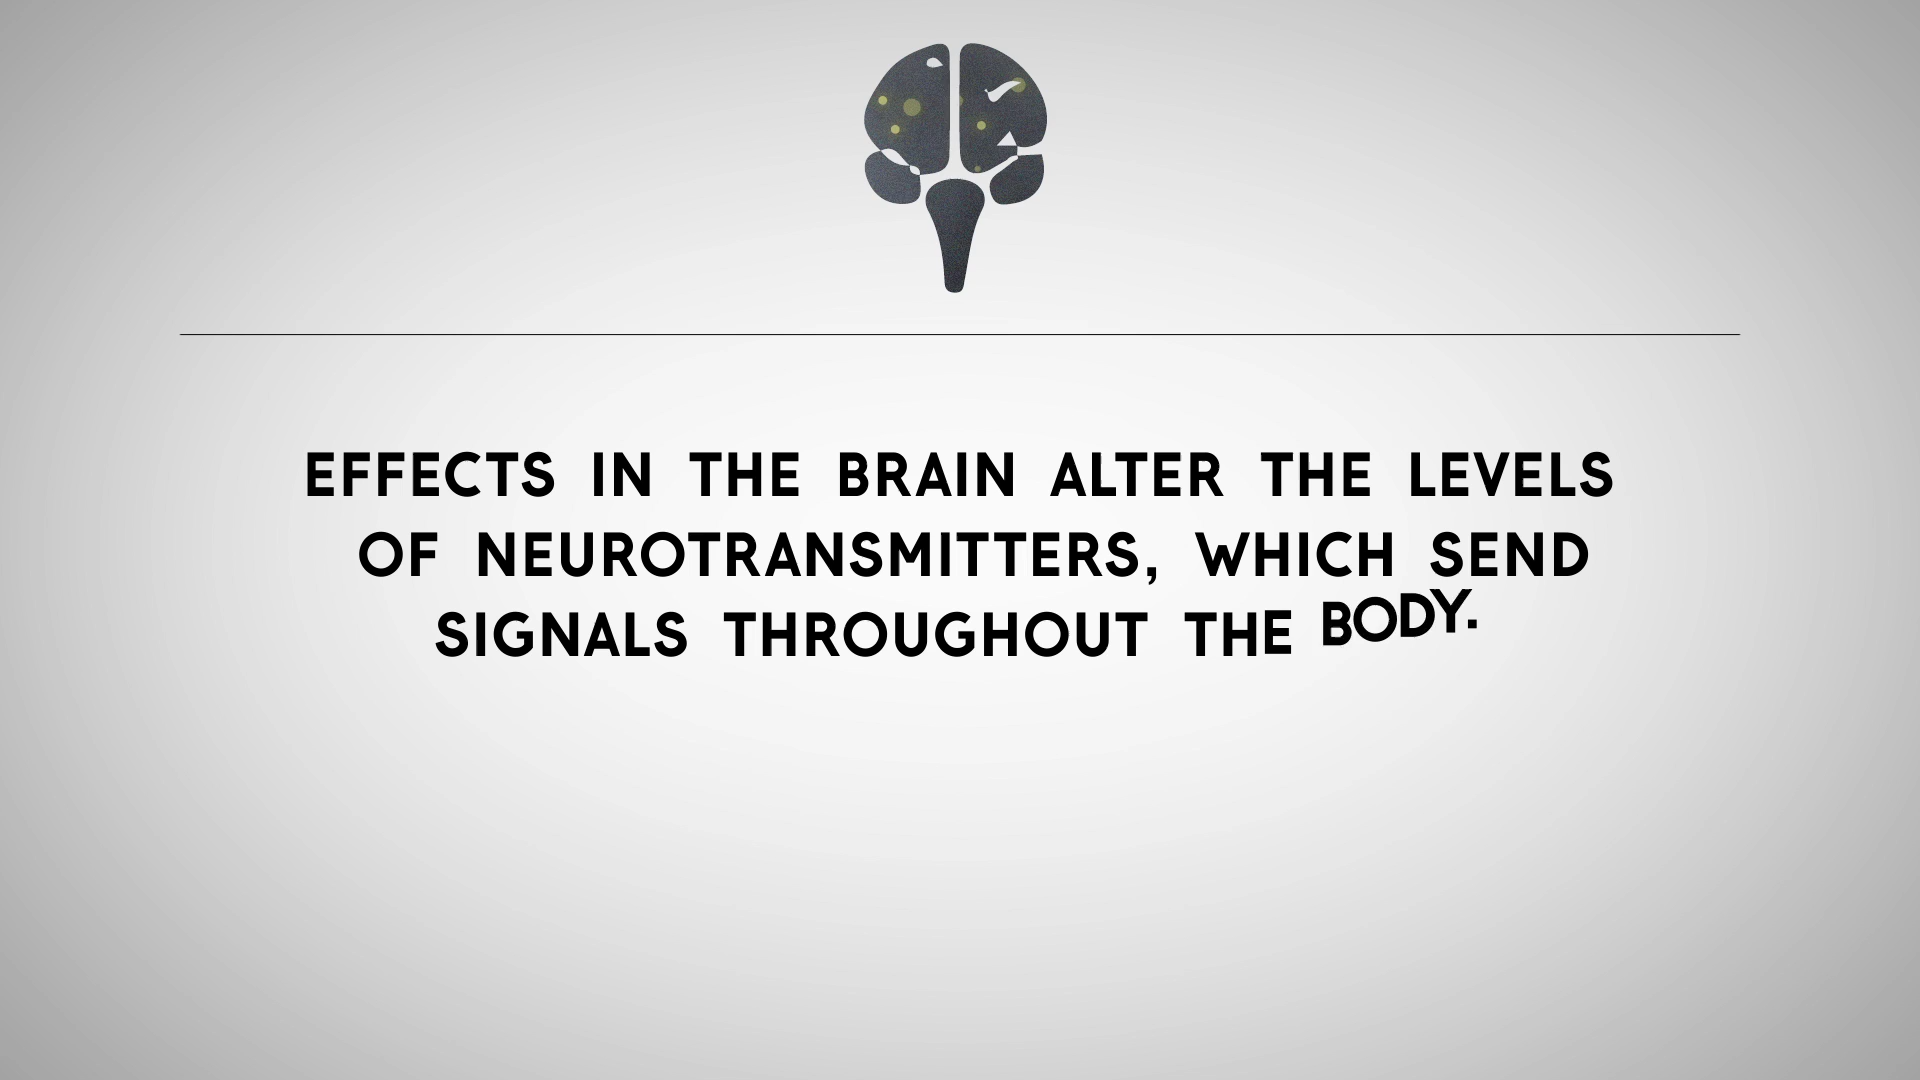 EFFECTS IN THE BRAIN ALTER THE LEVELS
OF NEUROTRANSMITTERS, WHICH SEND
SIGNALS THROUGHOUT THE BODY.